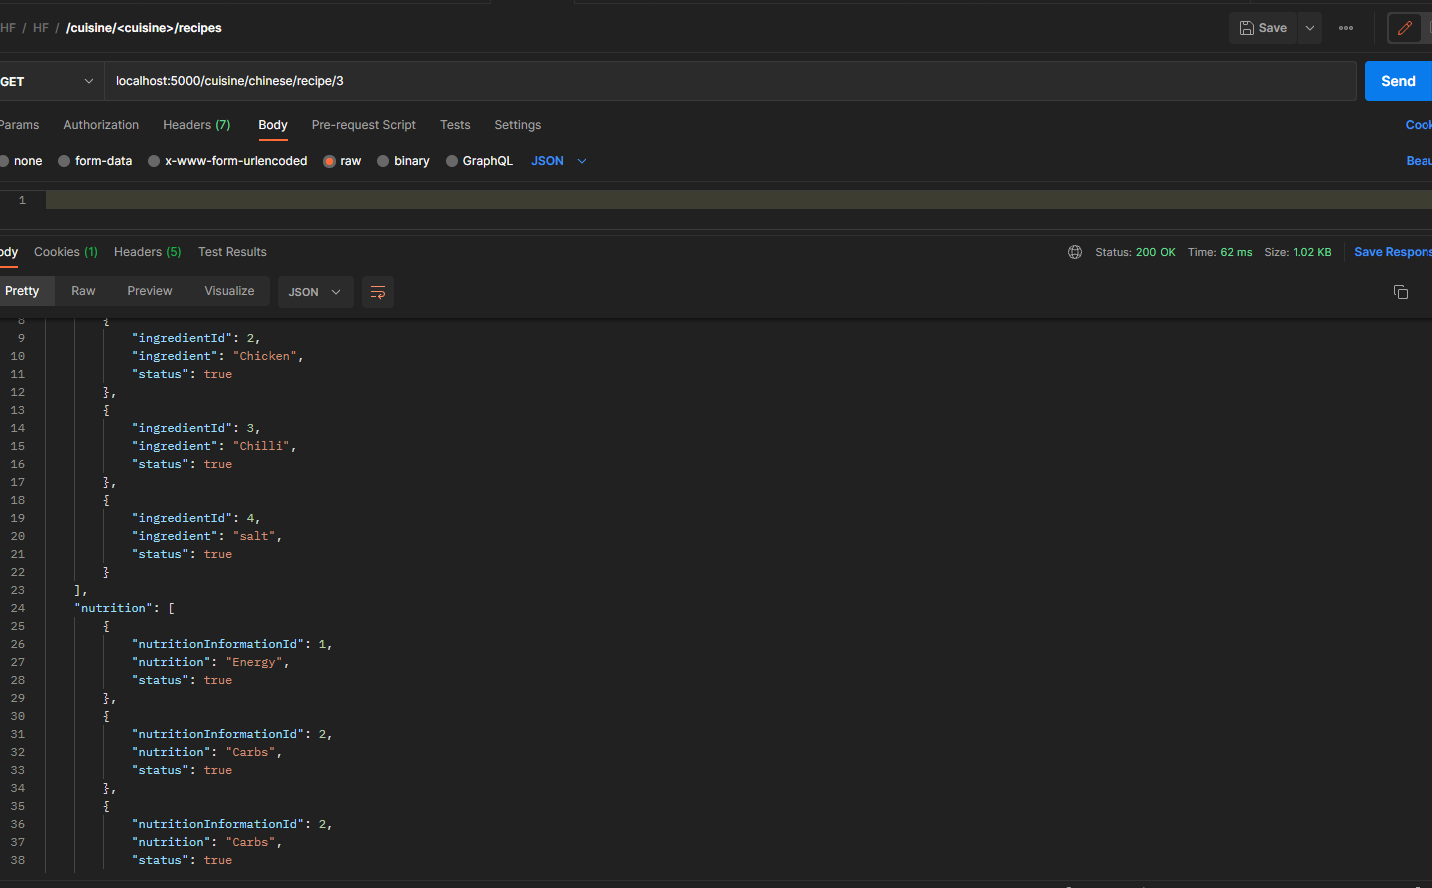 HF / HF / /cuisine/<cuisine>/recipes Save
GET localhost:5000/cuisine/chinese/recipe/3 Send
Params Authorization Headers (7) Body Pre-request Script Tests Settings Cook
none form-data x-www-form-urlencoded raw binary GraphQL JSON Beau
1
ody Cookies (1) Headers (5) Test Results Status: 200 OK Time: 62 ms Size: 1.02 KB Save Respons
Pretty Raw Preview Visualize JSON
8 {
9 "ingredientId": 2,
10 "ingredient": "Chicken",
11 "status": true
12 },
13 {
14 "ingredientId": 3,
15 "ingredient": "Chilli",
16 "status": true
17 },
18 {
19 "ingredientId": 4,
20 "ingredient": "salt",
21 "status": true
22 }
23 ],
24 "nutrition": [
25 {
26 "nutritionInformationId": 1,
27 "nutrition": "Energy",
28 "status": true
29 },
30 {
31 "nutritionInformationId": 2,
32 "nutrition": "Carbs",
33 "status": true
34 },
35 {
36 "nutritionInformationId": 2,
37 "nutrition": "Carbs",
38 "status": true